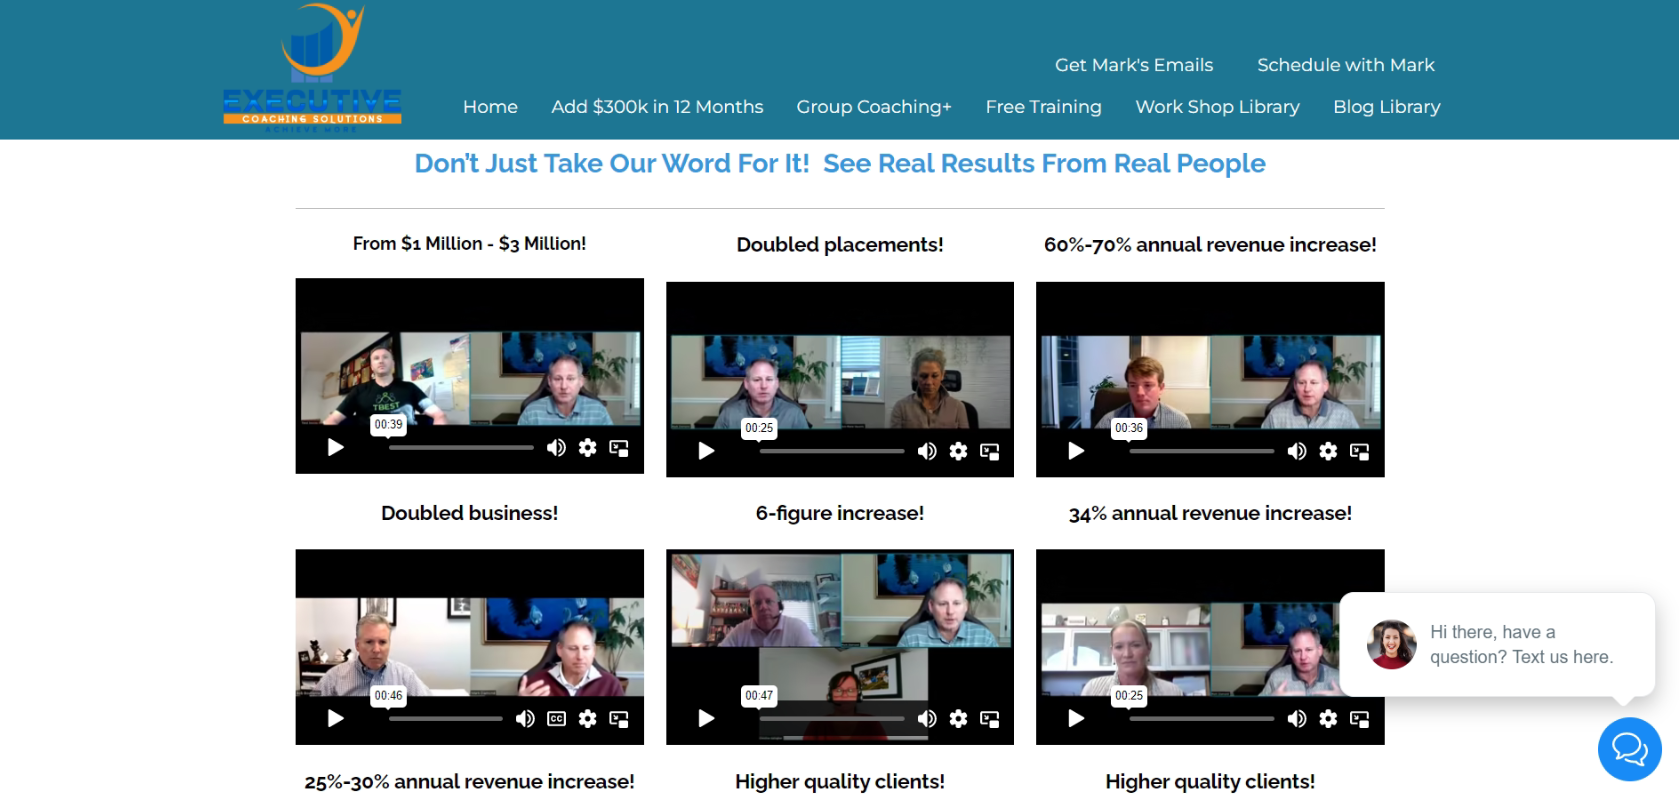 EXECUTIVE
COACHING SOLUTIONS
ACHIEVE MORE
Get Mark's Emails
Schedule with Mark
Home
Add $300k in 12 Months
Group Coaching+
Free Training
Work Shop Library
Blog Library
Don’t Just Take Our Word For It!  See Real Results From Real People
From $1 Million - $3 Million!
Doubled placements!
60%-70% annual revenue increase!
TBEST
00:39
00:25
00:36
Doubled business!
6-figure increase!
34% annual revenue increase!
00:46
CC
00:47
00:25
Hi there, have a
question? Text us here.
25%-30% annual revenue increase!
Higher quality clients!
Higher quality clients!